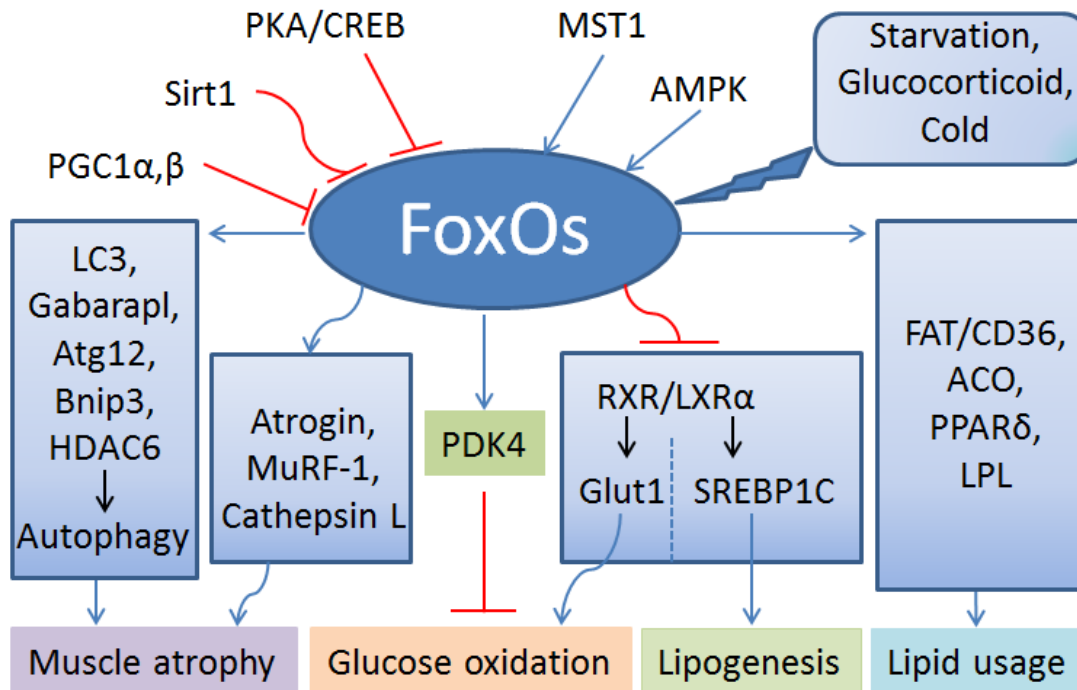 PKA/CREB
MST1
Starvation,
Glucocorticoid,
Cold
Sirt1
AMPK
PGC1α,β
FoxOs
LC3,
Gabarapl,
Atg12,
Bnip3,
HDAC6
Autophagy
Atrogin,
MuRF-1,
Cathepsin L
PDK4
RXR/LXRα
Glut1
SREBP1C
FAT/CD36,
ACO,
PPARδ,
LPL
Muscle atrophy
Glucose oxidation
Lipogenesis
Lipid usage